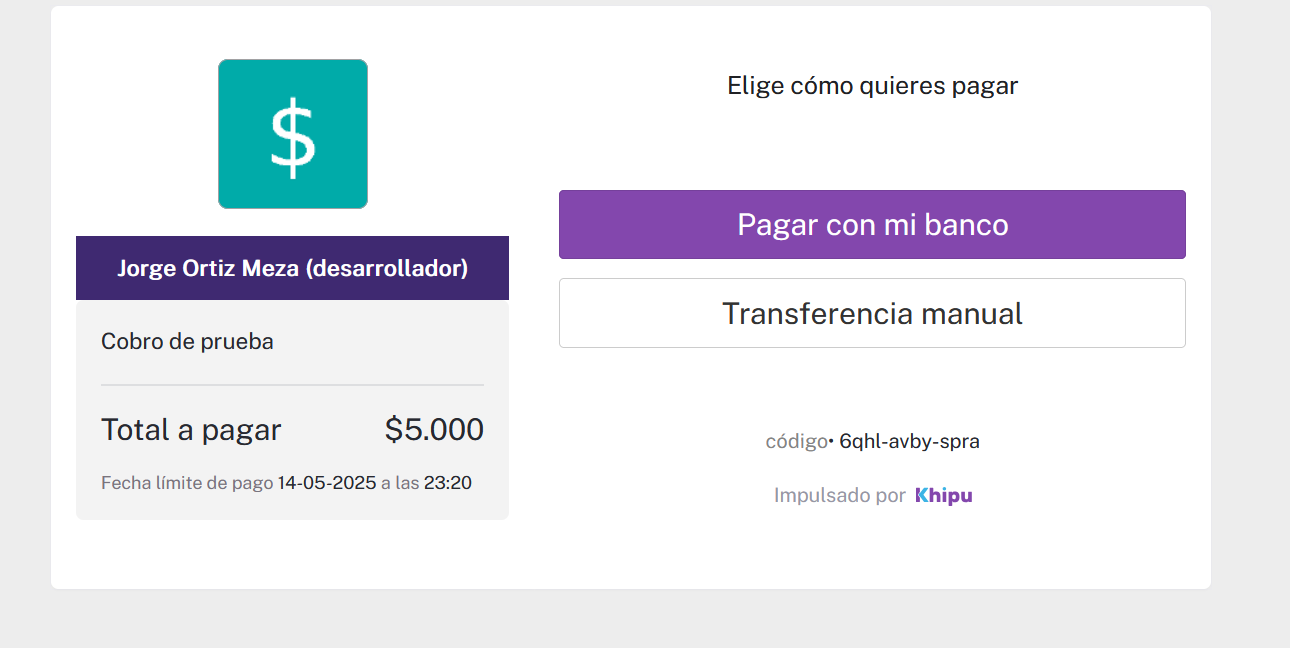 $
Jorge Ortiz Meza (desarrollador)
Cobro de prueba
Total a pagar $5.000
Fecha límite de pago 14-05-2025 a las 23:20
Elige cómo quieres pagar
Pagar con mi banco
Transferencia manual
código• 6qhl-avby-spra
Impulsado por Khipu